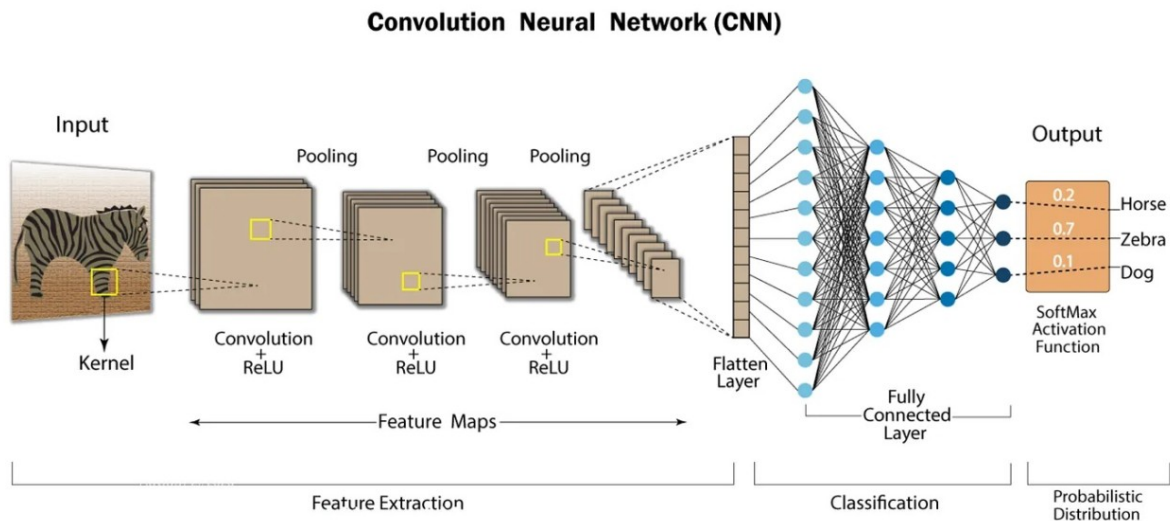 Convolution Neural Network (CNN)
Input
Output
Pooling
Pooling
Pooling
0.2
Horse
0.7
Zebra
0.1
Dog
Kernel
Convolution
+
ReLU
Convolution
+
ReLU
Convolution
+
ReLU
Flatten
Layer
SoftMax
Activation
Function
Feature Maps
Fully
Connected
Layer
Feature Extraction
Classification
Probabilistic
Distribution